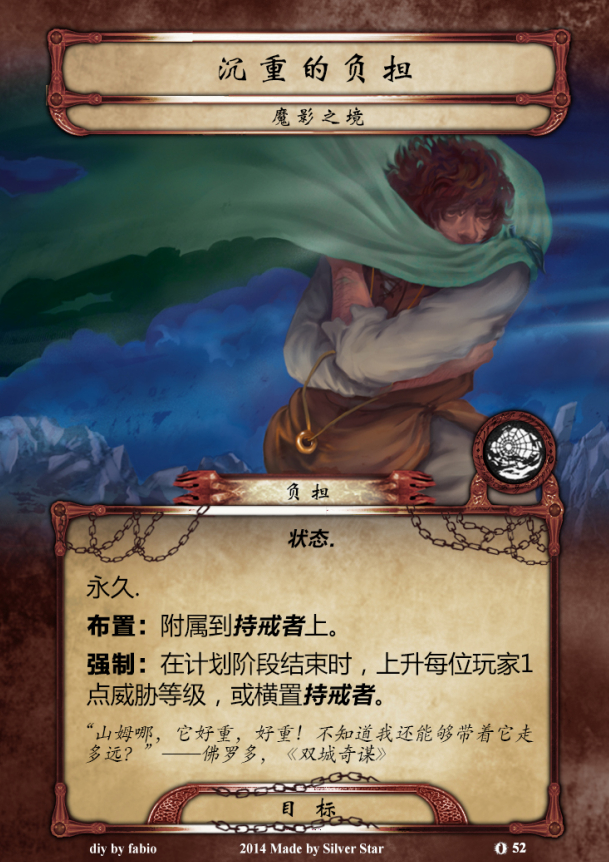 沉重的负担
魔影之境
负担
状态.
永久.
布置：附属到持戒者上。
强制：在计划阶段结束时，上升每位玩家1
点威胁等级，或横置持戒者。
“山姆哪，它好重，好重！不知道我还能够带着它走
多远？”——佛罗多，《双城奇谋》
目标
diy by fabio 2014 Made by Silver Star 52